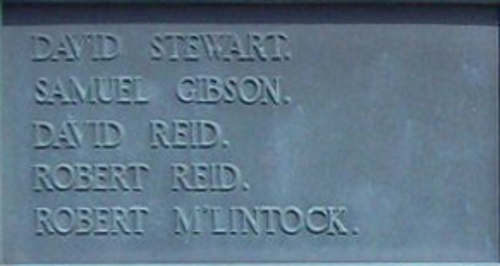 DAVID STEWART.
SAMUEL GIBSON.
DAVID REID.
ROBERT REID.
ROBERT M'LINTOCK.